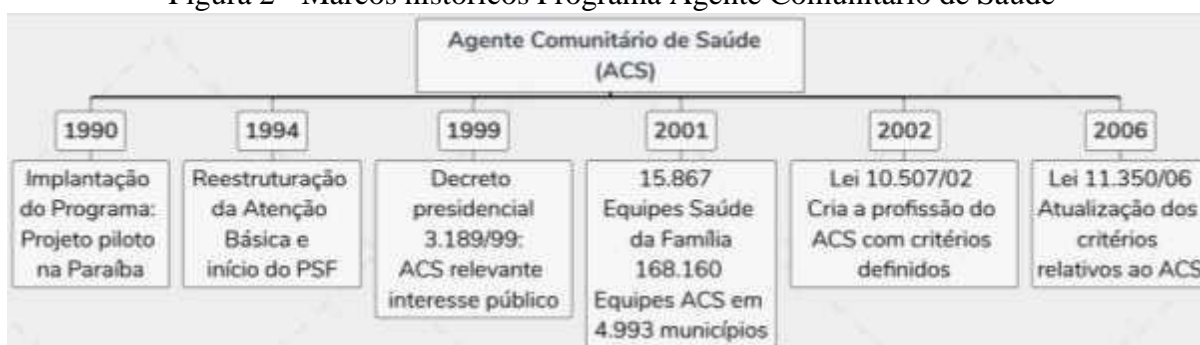 Figura 2 - Marcos históricos Programa Agente Comunitário de Saúde
Agente Comunitário de Saúde
(ACS)
1990
Implantação
do Programa:
Projeto piloto
na Paraíba
1994
Reestruturação
da Atenção
Básica e
início do PSF
1999
Decreto
presidencial
3.189/99:
ACS relevante
interesse público
2001
15.867
Equipes Saúde
da Família
168.160
Equipes ACS em
4.993 municípios
2002
Lei 10.507/02
Cria a profissão do
ACS com critérios
definidos
2006
Lei 11.350/06
Atualização dos
critérios
relativos ao ACS